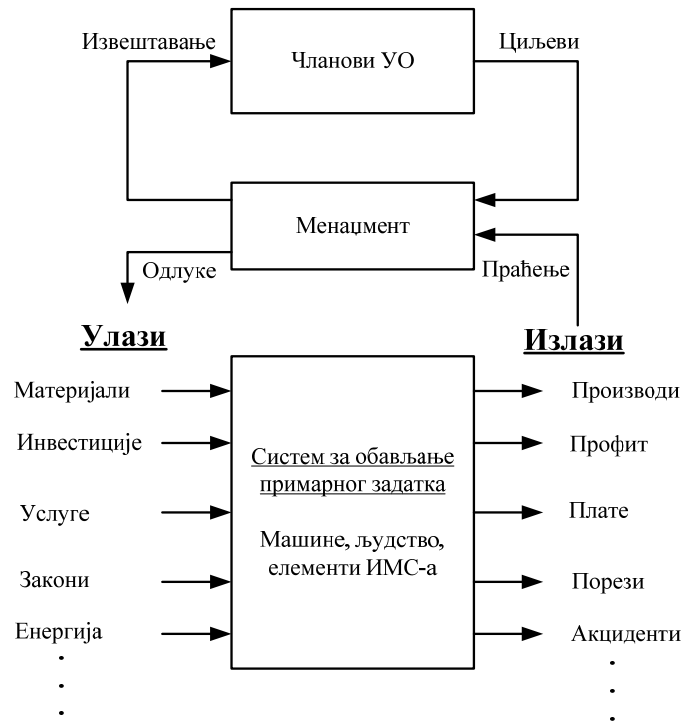 Извештавање
Чланови УО
Циљеви
Менаџмент
Одлуке
Праћење
Улази
Излази
Материјали
Производи
Инвестиције
Профит
Систем за обављање
примарног задатка
Услуге
Плате
Машине, људство,
елементи ИМС-а
Закони
Порези
Енергија
Акциденти